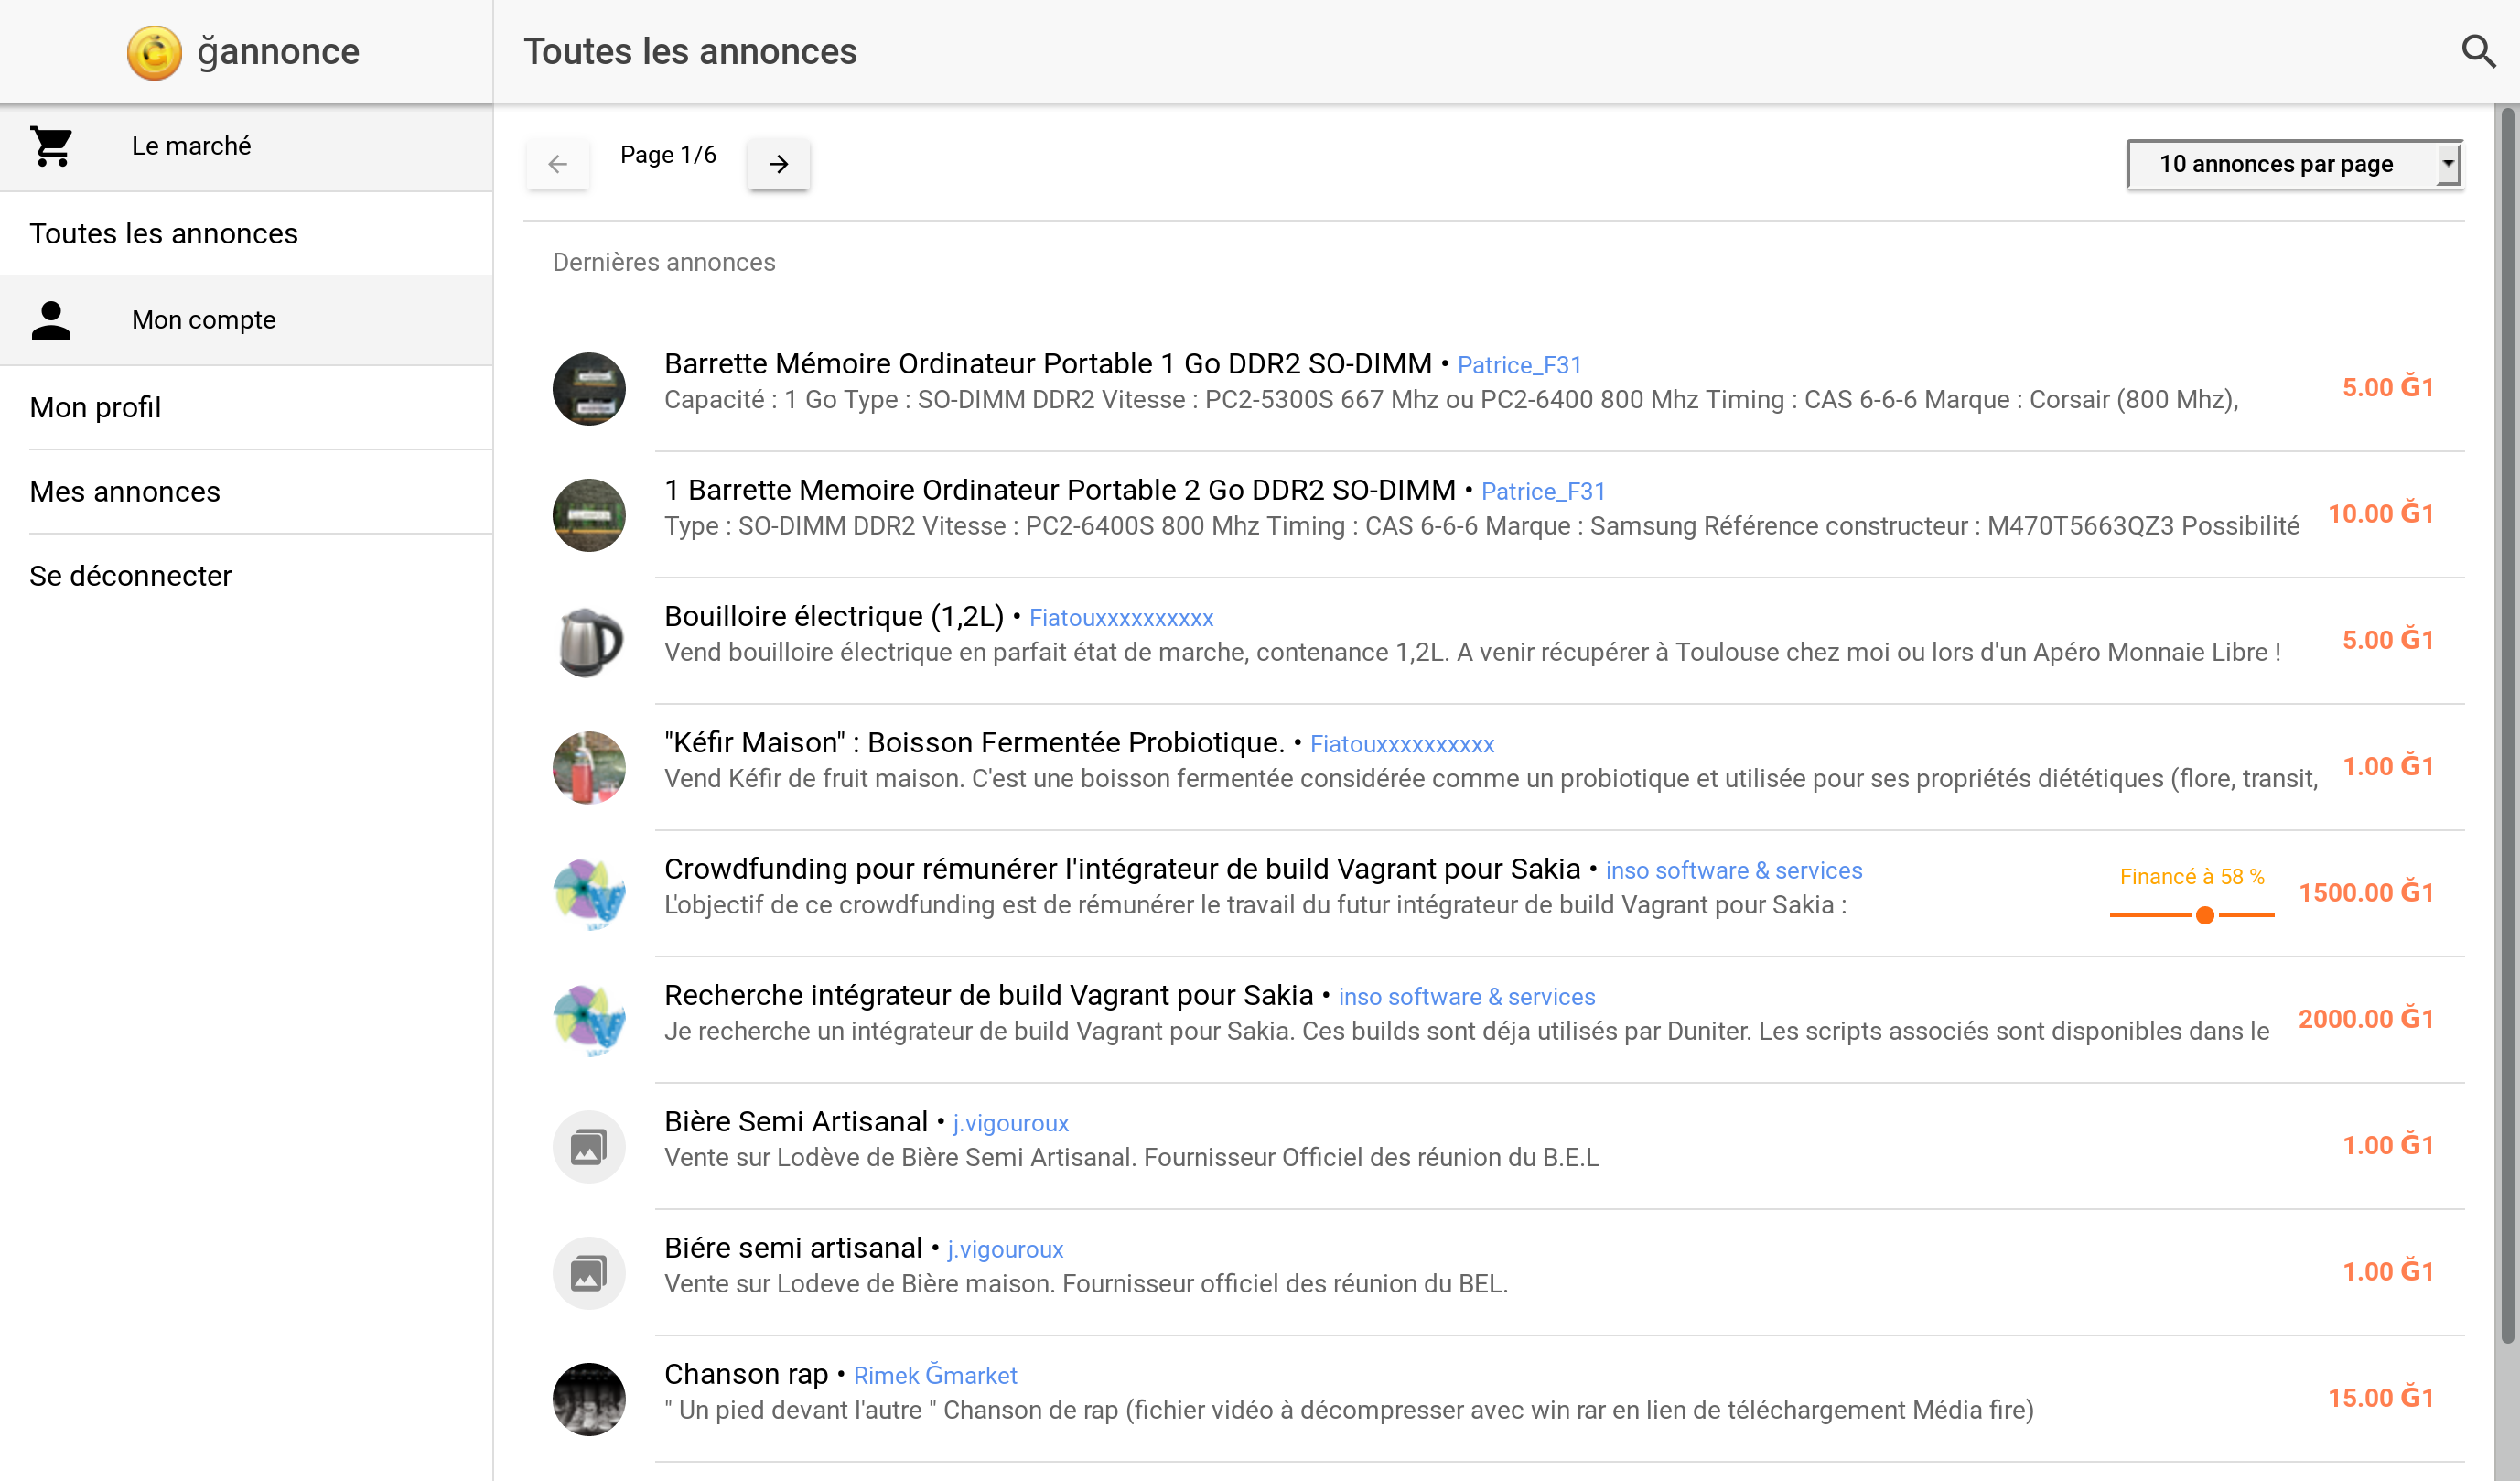 ğannonce
Toutes les annonces
Le marché
Toutes les annonces
Mon compte
Mon profil
Mes annonces
Se déconnecter
Page 1/6
10 annonces par page
Dernières annonces
Barrette Mémoire Ordinateur Portable 1 Go DDR2 SO-DIMM • Patrice_F31
Capacité : 1 Go Type : SO-DIMM DDR2 Vitesse : PC2-5300S 667 Mhz ou PC2-6400 800 Mhz Timing : CAS 6-6-6 Marque : Corsair (800 Mhz),
5.00 Ğ1
1 Barrette Memoire Ordinateur Portable 2 Go DDR2 SO-DIMM • Patrice_F31
Type : SO-DIMM DDR2 Vitesse : PC2-6400S 800 Mhz Timing : CAS 6-6-6 Marque : Samsung Référence constructeur : M470T5663QZ3 Possibilité
10.00 Ğ1
Bouilloire électrique (1,2L) • Fiatouxxxxxxxxxx
Vend bouilloire électrique en parfait état de marche, contenance 1,2L. A venir récupérer à Toulouse chez moi ou lors d'un Apéro Monnaie Libre !
5.00 Ğ1
"Kéfir Maison" : Boisson Fermentée Probiotique. • Fiatouxxxxxxxxxx
Vend Kéfir de fruit maison. C'est une boisson fermentée considérée comme un probiotique et utilisée pour ses propriétés diététiques (flore, transit,
1.00 Ğ1
Crowdfunding pour rémunérer l'intégrateur de build Vagrant pour Sakia • inso software & services
L'objectif de ce crowdfunding est de rémunérer le travail du futur intégrateur de build Vagrant pour Sakia :
Financé à 58 %
1500.00 Ğ1
Recherche intégrateur de build Vagrant pour Sakia • inso software & services
Je recherche un intégrateur de build Vagrant pour Sakia. Ces builds sont déja utilisés par Duniter. Les scripts associés sont disponibles dans le
2000.00 Ğ1
Bière Semi Artisanal • j.vigouroux
Vente sur Lodève de Bière Semi Artisanal. Fournisseur Officiel des réunion du B.E.L
1.00 Ğ1
Biére semi artisanal • j.vigouroux
Vente sur Lodeve de Bière maison. Fournisseur officiel des réunion du BEL.
1.00 Ğ1
Chanson rap • Rimek Ğmarket
" Un pied devant l'autre " Chanson de rap (fichier vidéo à décompresser avec win rar en lien de téléchargement Média fire)
15.00 Ğ1